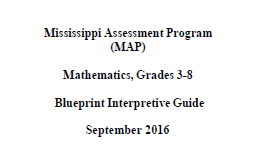 Mississippi Assessment Program
(MAP)
Mathematics, Grades 3-8
Blueprint Interpretive Guide
September 2016